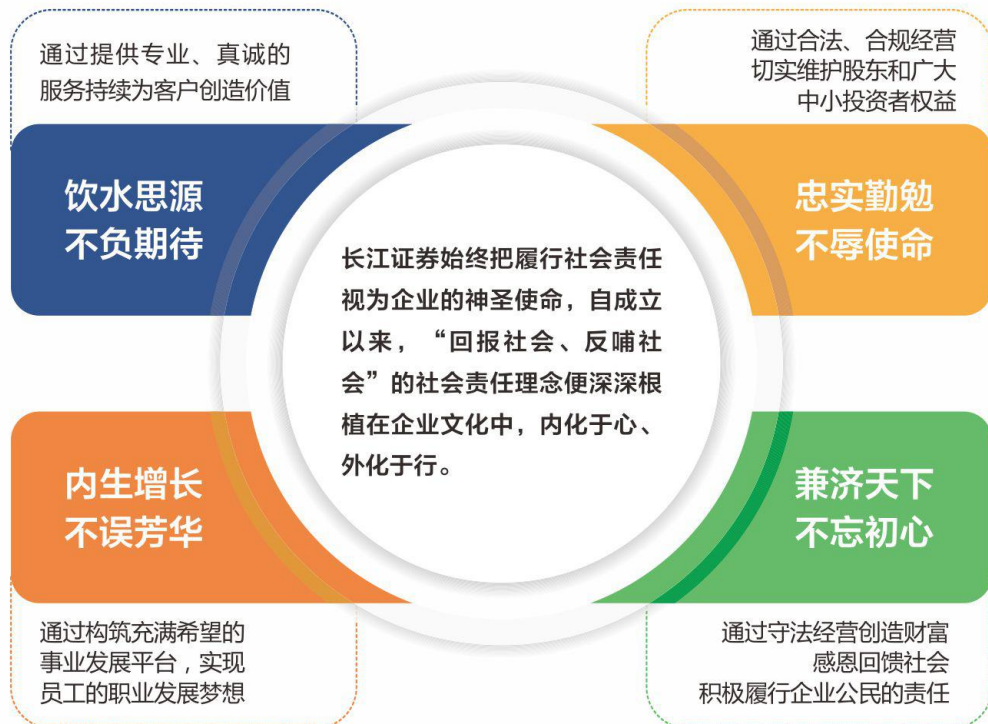 通过提供专业、真诚的
服务持续为客户创造价值
饮水思源
不负期待
通过合法、合规经营
切实维护股东和广大
中小投资者权益
忠实勤勉
不辱使命
长江证券始终把履行社会责任
视为企业的神圣使命，自成立
以来，“回报社会、反哺社
会”的社会责任理念便深深根
植在企业文化中，内化于心、
外化于行。
内生增长
不误芳华
通过构筑充满希望的
事业发展平台，实现
员工的职业发展梦想
兼济天下
不忘初心
通过守法经营创造财富
感恩回馈社会
积极履行企业公民的责任